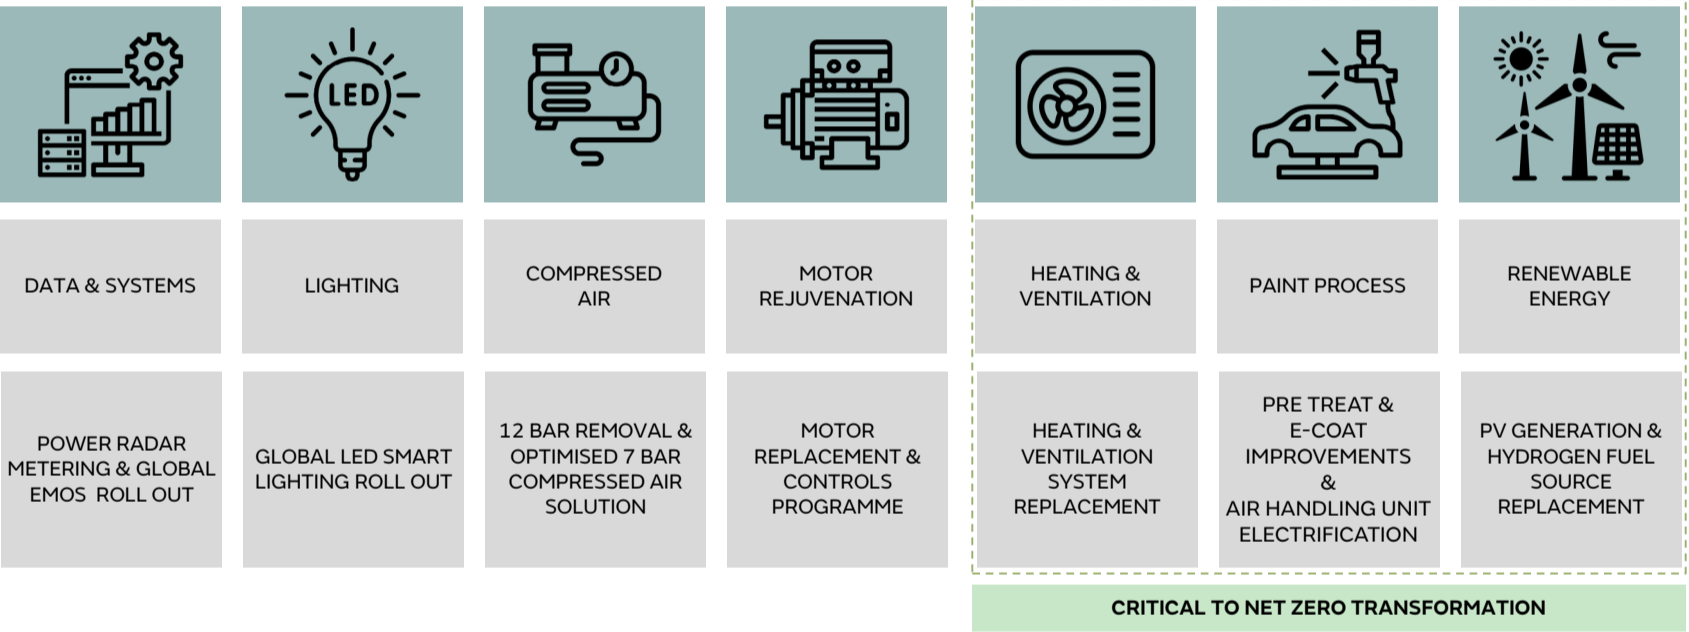 LED
DATA & SYSTEMS
LIGHTING
COMPRESSED
AIR
MOTOR
REJUVENATION
HEATING &
VENTILATION
PAINT PROCESS
RENEWABLE
ENERGY
POWER RADAR
METERING & GLOBAL
EMOS ROLL OUT
GLOBAL LED SMART
LIGHTING ROLL OUT
12 BAR REMOVAL &
OPTIMISED 7 BAR
COMPRESSED AIR
SOLUTION
MOTOR
REPLACEMENT &
CONTROLS
PROGRAMME
HEATING &
VENTILATION
SYSTEM
REPLACEMENT
PRE TREAT &
E-COAT
IMPROVEMENTS
&
AIR HANDLING UNIT
ELECTRIFICATION
PV GENERATION &
HYDROGEN FUEL
SOURCE
REPLACEMENT
CRITICAL TO NET ZERO TRANSFORMATION